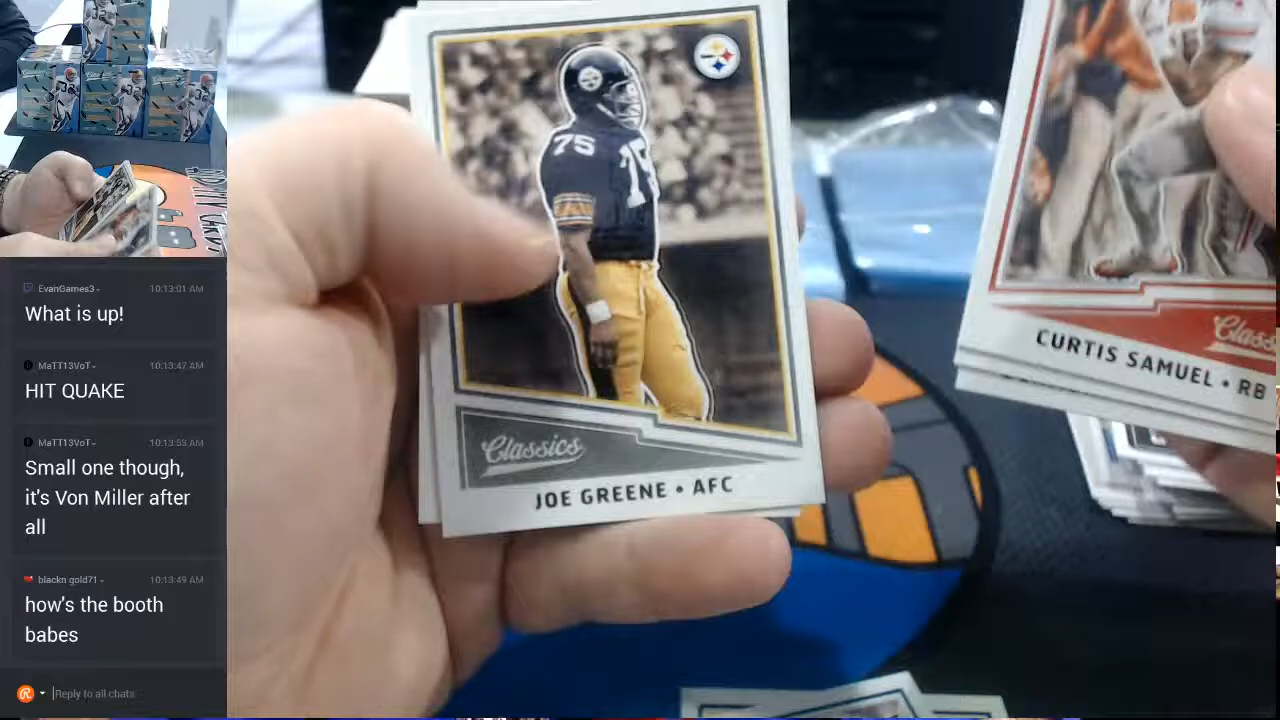 EvanGames3-
10:13:01 AM
What is up!
MaTT13VoT-
10:13:47 AM
HIT QUAKE
MaTT13VoT-
10:13:53 AM
Small one though,
it's Von Miller after
all
blackn gold71-
10:13:49 AM
how's the booth
babes
Reply to all chats
75
Classics
JOE GREENE • AFC
CURTIS SAMUEL • RB